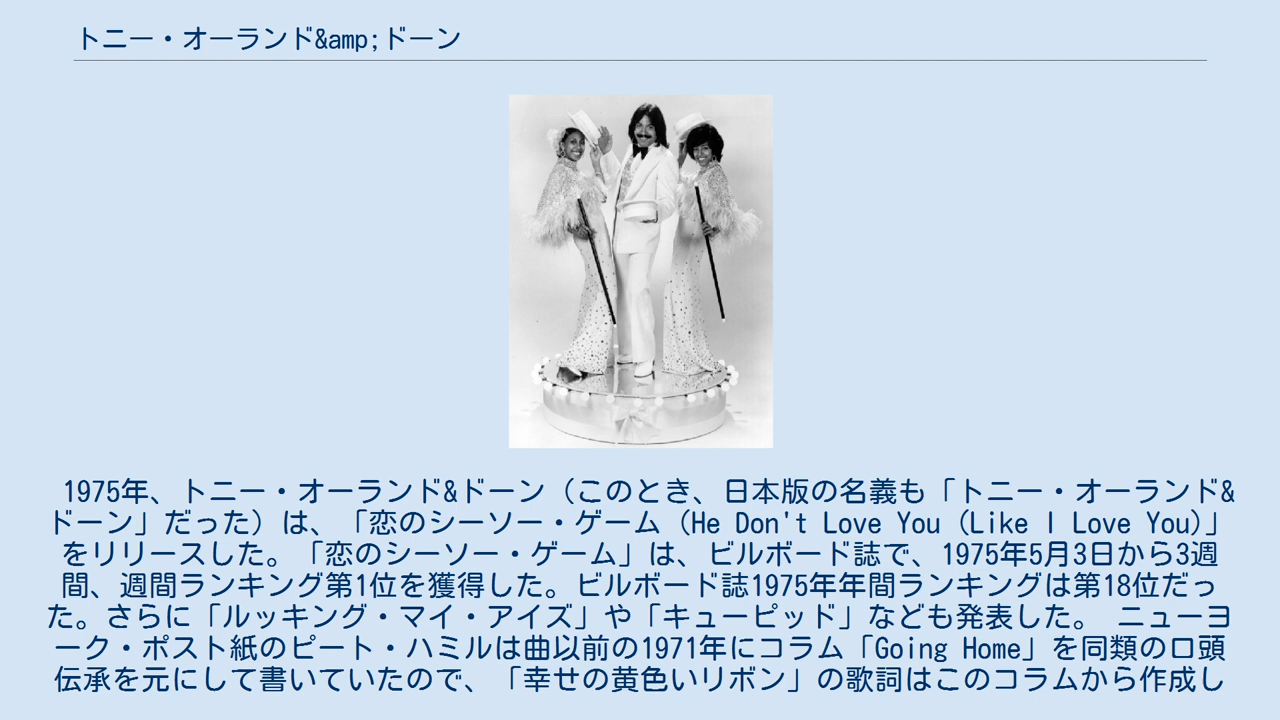 トニー・オーランド&amp;ドーン
1975年、トニー・オーランド&ドーン（このとき、日本版の名義も「トニー・オーランド&
ドーン」だった）は、「恋のシーソー・ゲーム（He Don't Love You (Like I Love You)」
をリリースした。「恋のシーソー・ゲーム」は、ビルボード誌で、1975年5月3日から3週
間、週間ランキング第1位を獲得した。ビルボード誌1975年年間ランキングは第18位だっ
た。さらに「ルッキング・マイ・アイズ」や「キューピッド」なども発表した。 ニューヨ
ーク・ポスト紙のピート・ハミルは曲以前の1971年にコラム「Going Home」を同類の口頭
伝承を元にして書いていたので、「幸せの黄色いリボン」の歌詞はこのコラムから作成し